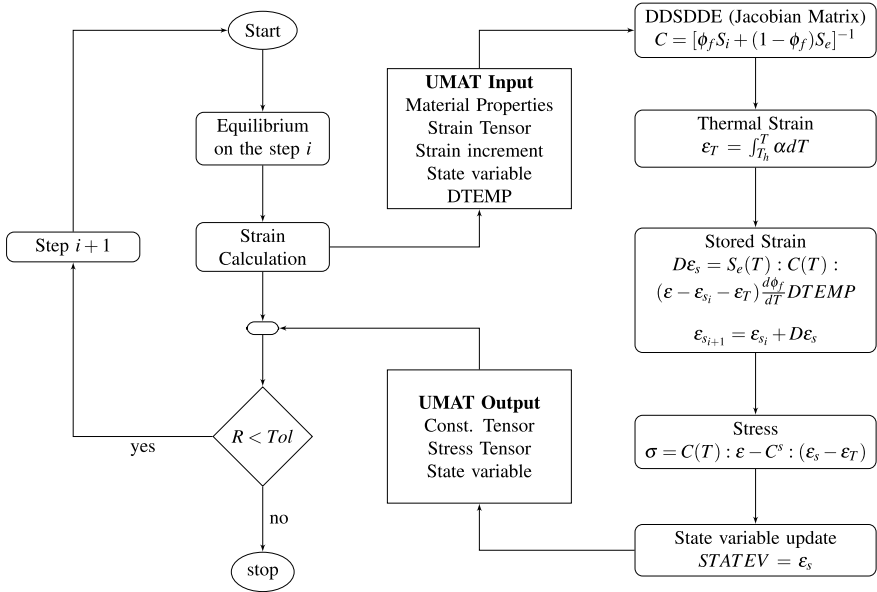 Start
Equilibrium
on the step i
Strain
Calculation
Step i + 1
R < Tol
yes
no
stop
UMAT Input
Material Properties
Strain Tensor
Strain increment
State variable
DTEMP
DDSDDE (Jacobian Matrix)
C = [ϕ_f S_i + (1 − ϕ_f)S_e]^{−1}
Thermal Strain
ε_T = ∫_{T_h}^{T} αdT
Stored Strain
Dε_s = S_e(T) : C(T) :
(ε − ε_{s_i} − ε_T) \frac{dϕ_f}{dT} DTEMP
ε_{s_{i+1}} = ε_{s_i} + Dε_s
Stress
σ = C(T) : ε − C^s : (ε_s − ε_T)
State variable update
STATEV = ε_s
UMAT Output
Const. Tensor
Stress Tensor
State variable